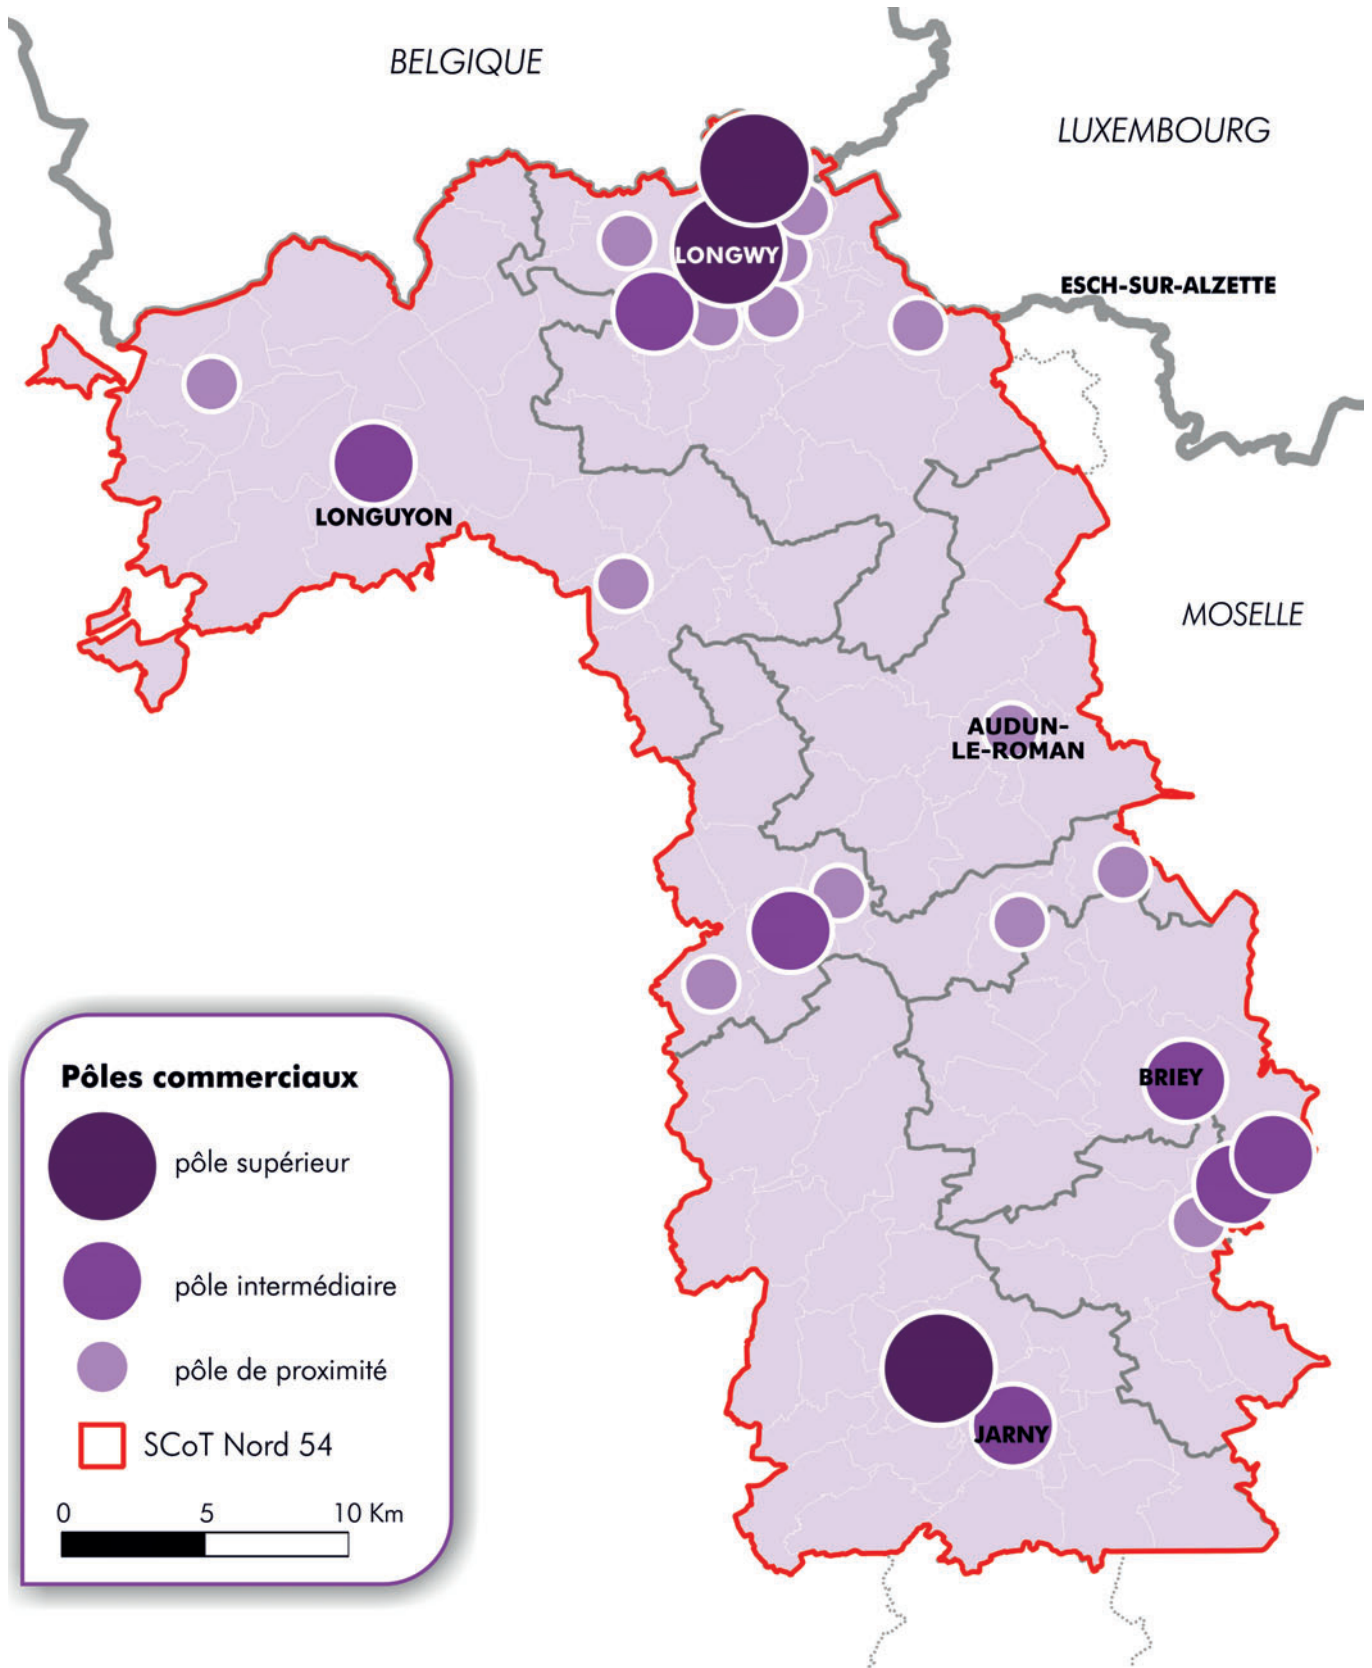 BELGIQUE
LUXEMBOURG
LONGWY
ESCH-SUR-ALZETTE
LONGUYON
MOSELLE
AUDUN-
LE-ROMAN
BRIEY
JARNY
Pôles commerciaux
pôle supérieur
pôle intermédiaire
pôle de proximité
SCoT Nord 54
0 5 10 Km